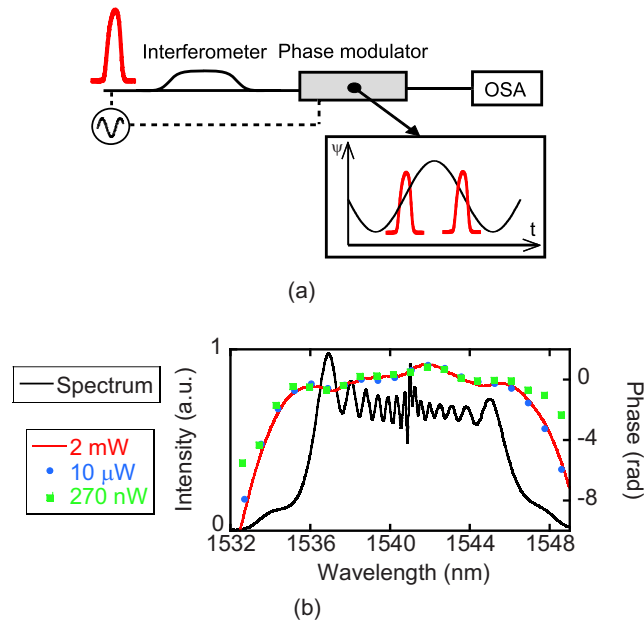 Interferometer Phase modulator
OSA
ψ
t
(a)
Spectrum
2 mW
10 μW
270 nW
Intensity (a.u.)
1
0
0
-4
-8
Phase (rad)
1532 1536 1540 1544 1548
Wavelength (nm)
(b)